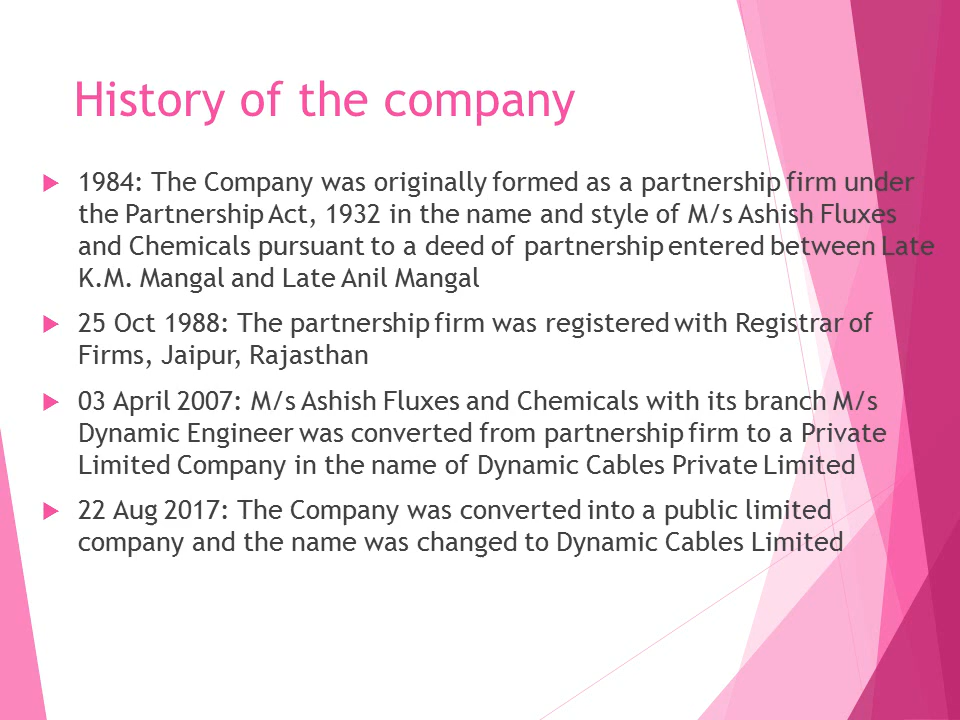 History of the company
1984: The Company was originally formed as a partnership firm under
the Partnership Act, 1932 in the name and style of M/s Ashish Fluxes
and Chemicals pursuant to a deed of partnership entered between Late
K.M. Mangal and Late Anil Mangal
25 Oct 1988: The partnership firm was registered with Registrar of
Firms, Jaipur, Rajasthan
03 April 2007: M/s Ashish Fluxes and Chemicals with its branch M/s
Dynamic Engineer was converted from partnership firm to a Private
Limited Company in the name of Dynamic Cables Private Limited
22 Aug 2017: The Company was converted into a public limited
company and the name was changed to Dynamic Cables Limited